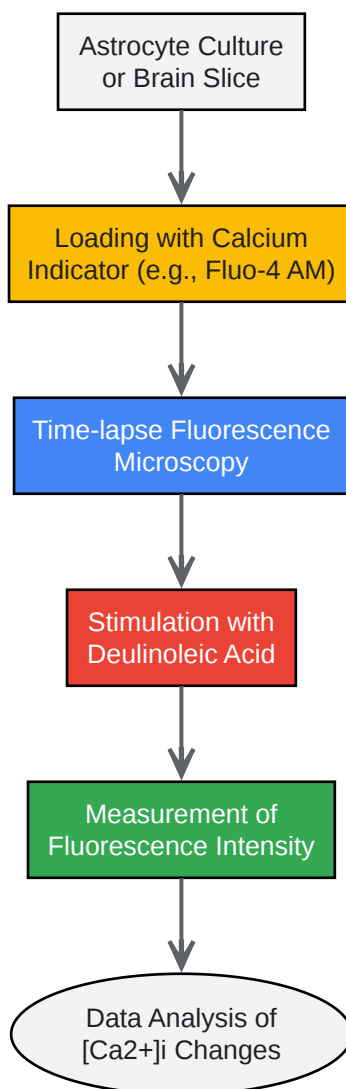 Astrocyte Culture
or Brain Slice
Loading with Calcium
Indicator (e.g., Fluo-4 AM)
Time-lapse Fluorescence
Microscopy
Stimulation with
Deulinoleic Acid
Measurement of
Fluorescence Intensity
Data Analysis of
[Ca2+]i Changes